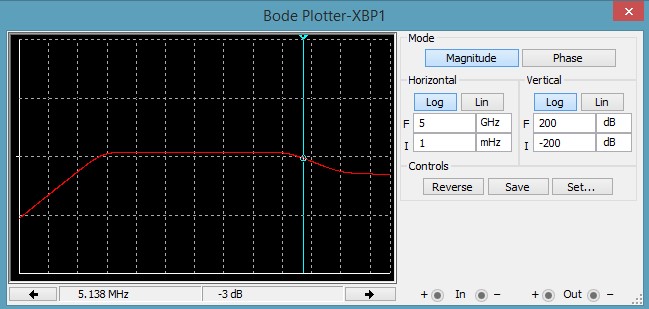 Bode Plotter-XBP1
×
Mode
Magnitude Phase
Horizontal Vertical
Log Lin Log Lin
F 5 GHz F 200 dB
I 1 mHz I -200 dB
Controls
Reverse Save Set...
5.138 MHz -3 dB
+ In − + Out −